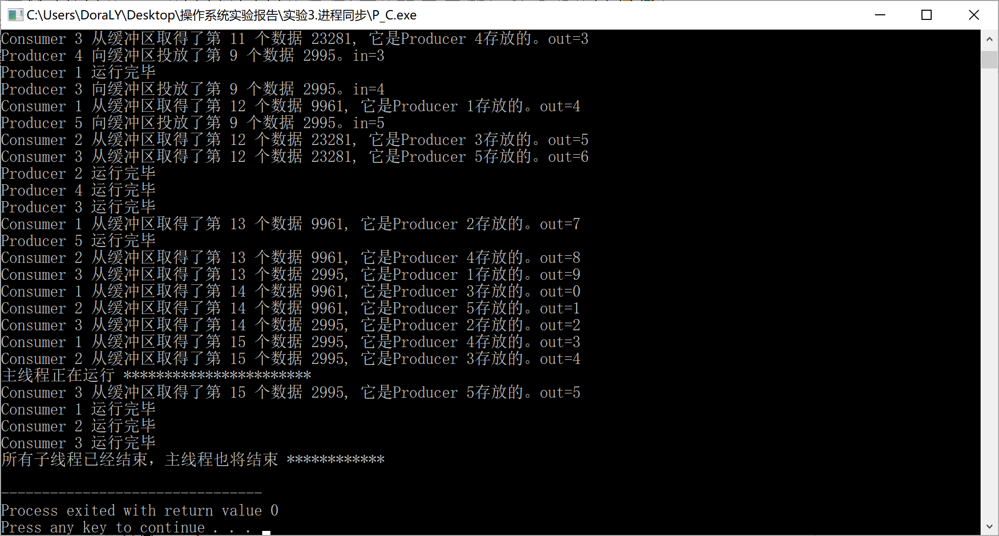 C:\Users\DoraLY\Desktop\操作系统实验报告\实验3.进程同步\P_C.exe
Consumer 3 从缓冲区取得了第 11 个数据 23281, 它是Producer 4存放的。out=3
Producer 4 向缓冲区投放了第 9 个数据 2995。in=3
Producer 1 运行完毕
Producer 3 向缓冲区投放了第 9 个数据 2995。in=4
Consumer 1 从缓冲区取得了第 12 个数据 9961, 它是Producer 1存放的。out=4
Producer 5 向缓冲区投放了第 9 个数据 2995。in=5
Consumer 2 从缓冲区取得了第 12 个数据 23281, 它是Producer 3存放的。out=5
Consumer 3 从缓冲区取得了第 12 个数据 23281, 它是Producer 5存放的。out=6
Producer 2 运行完毕
Producer 4 运行完毕
Producer 3 运行完毕
Consumer 1 从缓冲区取得了第 13 个数据 9961, 它是Producer 2存放的。out=7
Producer 5 运行完毕
Consumer 2 从缓冲区取得了第 13 个数据 9961, 它是Producer 4存放的。out=8
Consumer 3 从缓冲区取得了第 13 个数据 2995, 它是Producer 1存放的。out=9
Consumer 1 从缓冲区取得了第 14 个数据 9961, 它是Producer 3存放的。out=0
Consumer 2 从缓冲区取得了第 14 个数据 9961, 它是Producer 5存放的。out=1
Consumer 3 从缓冲区取得了第 14 个数据 2995, 它是Producer 2存放的。out=2
Consumer 1 从缓冲区取得了第 15 个数据 2995, 它是Producer 4存放的。out=3
Consumer 2 从缓冲区取得了第 15 个数据 2995, 它是Producer 3存放的。out=4
主线程正在运行 ***********************
Consumer 3 从缓冲区取得了第 15 个数据 2995, 它是Producer 5存放的。out=5
Consumer 1 运行完毕
Consumer 2 运行完毕
Consumer 3 运行完毕
所有子线程已经结束，主线程也将结束 ************
--------------------------------
Process exited with return value 0
Press any key to continue . . .